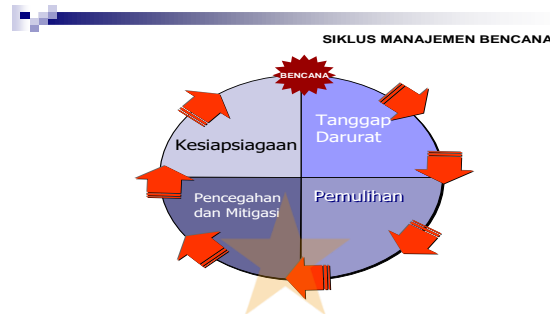 SIKLUS MANAJEMEN BENCANA
BENCANA
Tanggap
Darurat
Kesiapsiagaan
Pencegahan
dan Mitigasi
Pemulihan